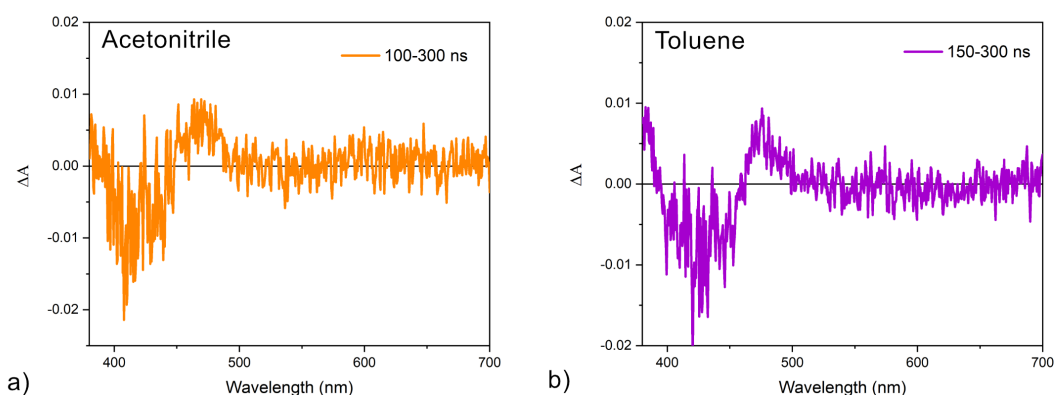 Acetonitrile
100-300 ns
0.02
0.01
0.00
-0.01
-0.02
ΔA
400
500
600
700
Wavelength (nm)
a)
Toluene
150-300 ns
0.02
0.01
0.00
-0.01
-0.02
ΔA
400
500
600
700
Wavelength (nm)
b)